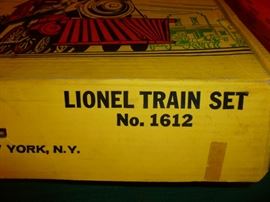 LIONEL TRAIN SET
No. 1612
YORK, N.Y.